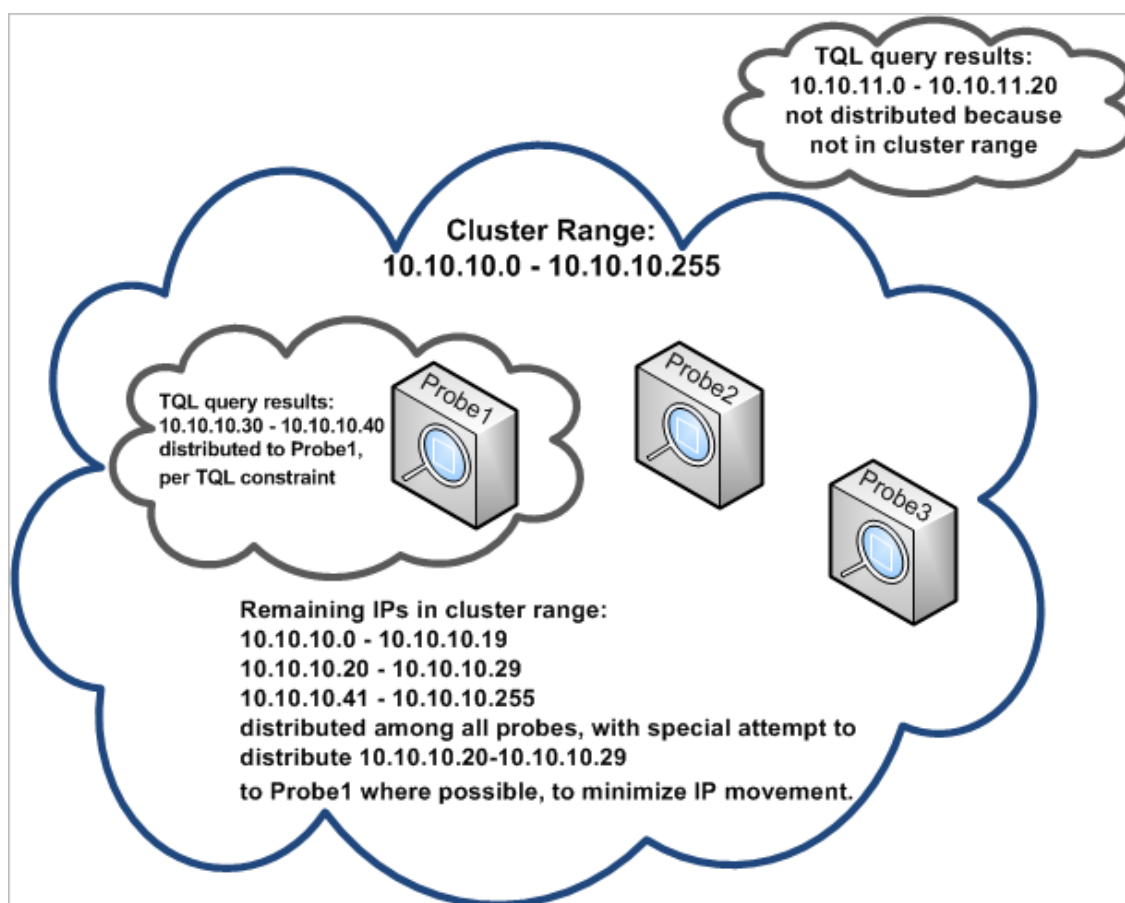 TQL query results:
10.10.11.0 - 10.10.11.20
not distributed because
not in cluster range
Cluster Range:
10.10.10.0 - 10.10.10.255
TQL query results:
10.10.10.30 - 10.10.10.40
distributed to Probe1,
per TQL constraint
Probe1
Probe2
Probe3
Remaining IPs in cluster range:
10.10.10.0 - 10.10.10.19
10.10.10.20 - 10.10.10.29
10.10.10.41 - 10.10.10.255
distributed among all probes, with special attempt to
distribute 10.10.10.20-10.10.10.29
to Probe1 where possible, to minimize IP movement.